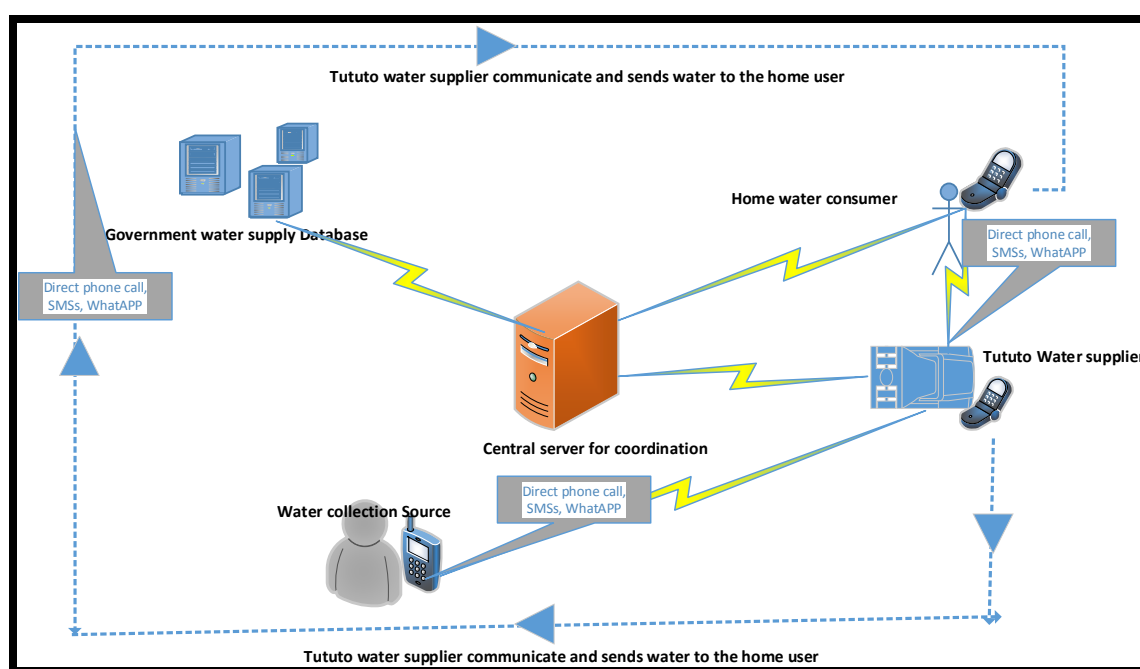 Tututo water supplier communicate and sends water to the home user
Home water consumer
Government water supply Database
Direct phone call,
SMSs, WhatAPP
Direct phone call,
SMSs, WhatAPP
Tututo Water supplier
Central server for coordination
Direct phone call,
SMSs, WhatAPP
Water collection Source
Tututo water supplier communicate and sends water to the home user